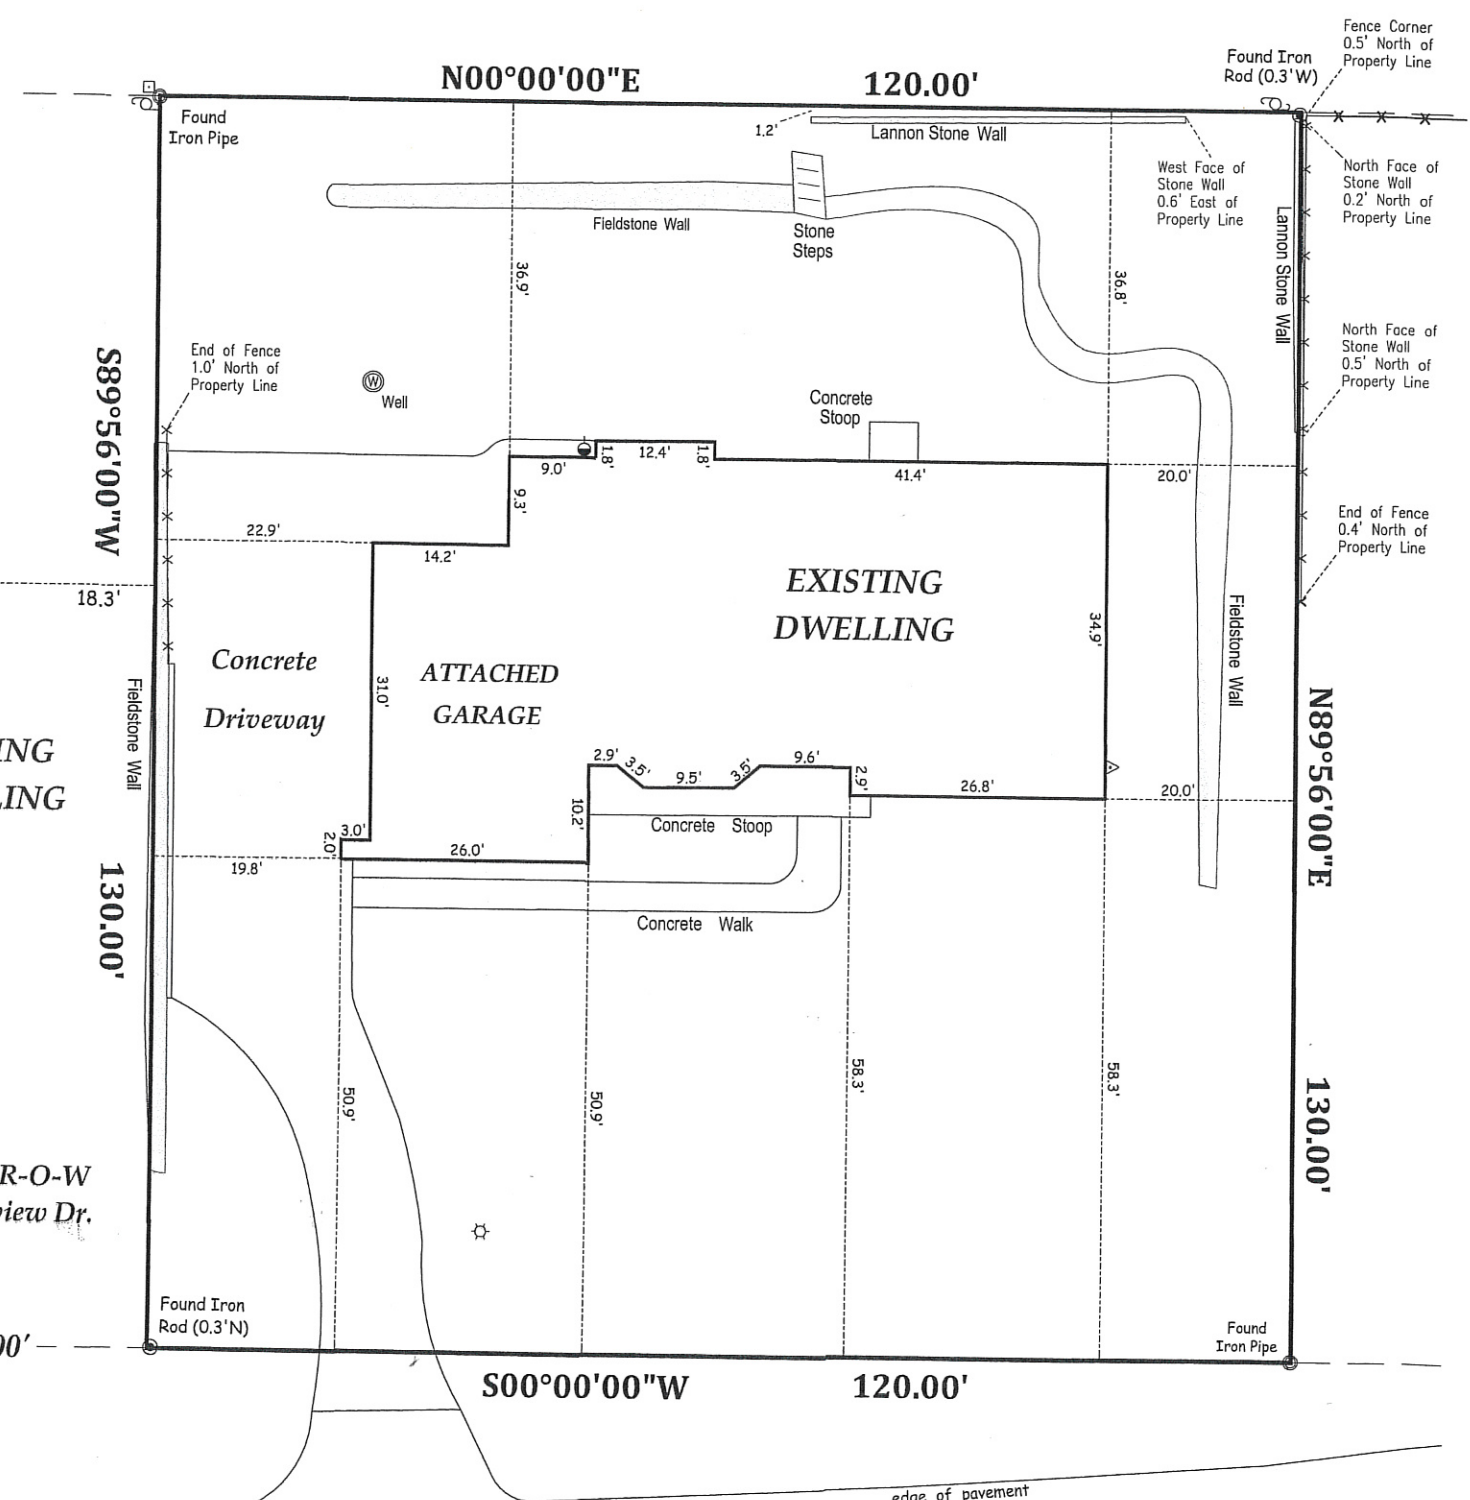 Fence Corner
0.5' North of
Property Line
Found Iron
Rod (0.3'W)
N00°00'00"E 120.00'
Found
Iron Pipe
1.2'
Lannon Stone Wall
West Face of
Stone Wall
0.6' East of
Property Line
North Face of
Stone Wall
0.2' North of
Property Line
Fieldstone Wall
Stone
Steps
Lannon Stone Wall
36.9'
36.8'
North Face of
Stone Wall
0.5' North of
Property Line
End of Fence
1.0' North of
Property Line
S89°56'00"W
W
Well
Concrete
Stoop
9.0'
1.8'
12.4'
1.8'
41.4'
20.0'
9.3'
End of Fence
0.4' North of
Property Line
22.9'
14.2'
18.3'
EXISTING
DWELLING
34.9'
Fieldstone Wall
Concrete
Driveway
31.0'
ATTACHED
GARAGE
Fieldstone Wall
ING
LING
N89°56'00"E
2.9'
3.5'
9.5'
3.5'
9.6'
2.9'
26.8'
20.0'
10.2'
Concrete Stoop
2.0'
3.0'
26.0'
19.8'
130.00'
Concrete Walk
50.9'
50.9'
58.3'
58.3'
130.00'
R-O-W
view Dr.
Found Iron
Rod (0.3'N)
Found
Iron Pipe
00'
S00°00'00"W 120.00'
edge of pavement